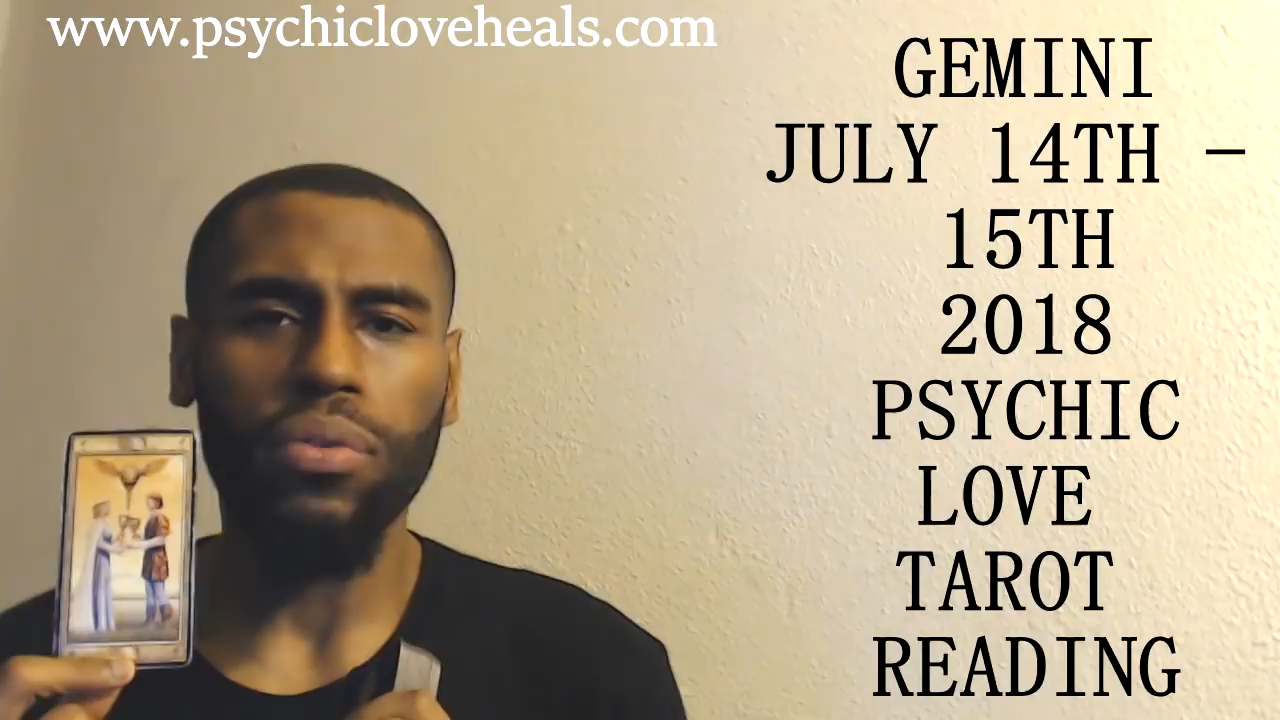 www.psychicloveheals.com
GEMINI
JULY 14TH -
15TH
2018
PSYCHIC
LOVE
TAROT
READING